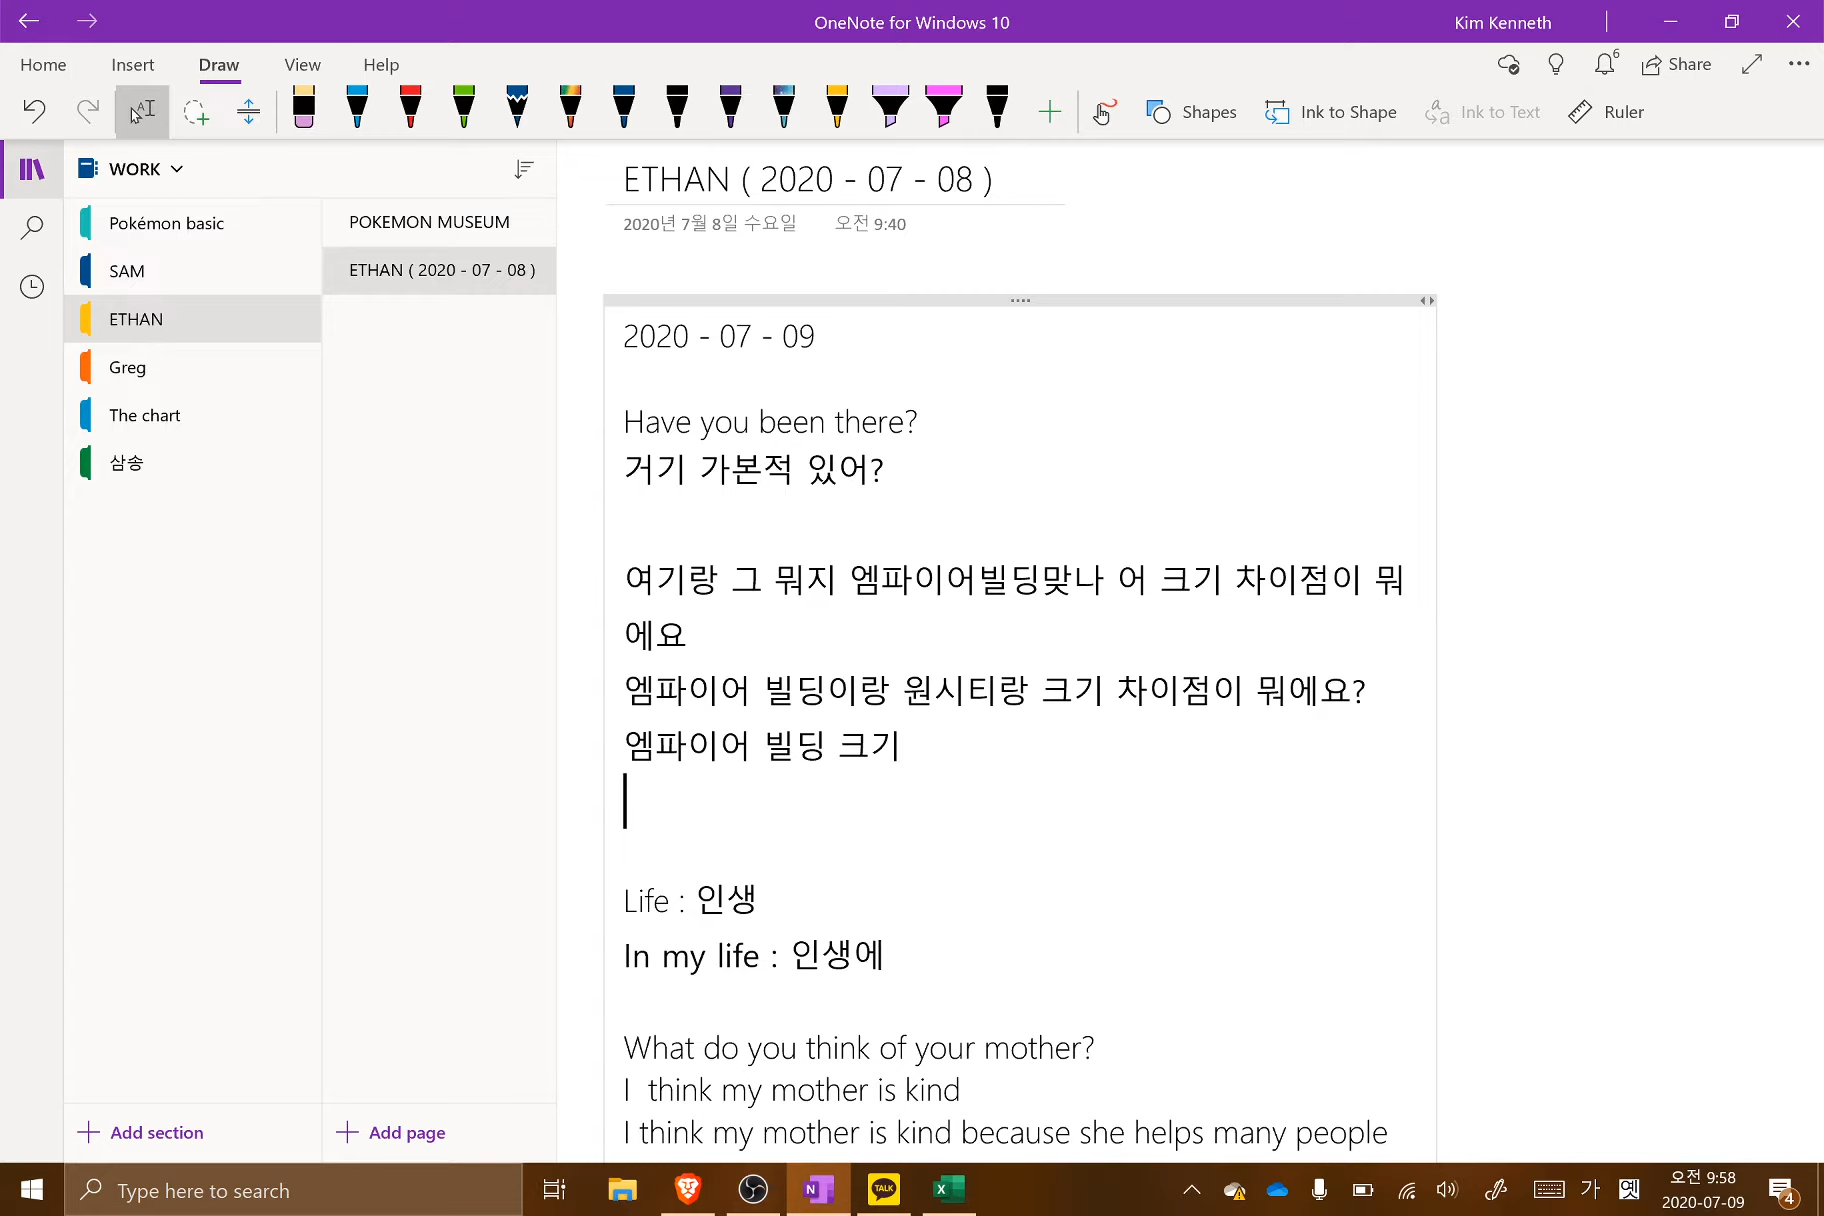 OneNote for Windows 10
Kim Kenneth
Home
Insert
Draw
View
Help
6
Share
Shapes
Ink to Shape
Ink to Text
Ruler
WORK
Pokémon basic
SAM
ETHAN
Greg
The chart
삼송
POKEMON MUSEUM
ETHAN ( 2020 - 07 - 08 )
ETHAN ( 2020 - 07 - 08 )
2020년 7월 8일 수요일 오전 9:40
2020 - 07 - 09
Have you been there?
거기 가본적 있어?
여기랑 그 뭐지 엠파이어빌딩맞나 어 크기 차이점이 뭐
에요
엠파이어 빌딩이랑 원시티랑 크기 차이점이 뭐에요?
엠파이어 빌딩 크기
Life : 인생
In my life : 인생에
What do you think of your mother?
I  think my mother is kind
I think my mother is kind because she helps many people
Add section
Add page
Type here to search
N
TALK
X
가
옛
오전 9:58
2020-07-09
4